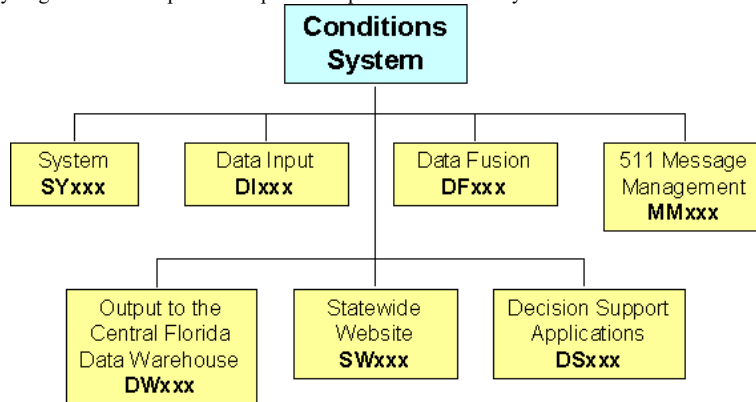 Conditions
System
System
SYxxx
Data Input
DIxxx
Data Fusion
DFxxx
511 Message
Management
MMxxx
Output to the
Central Florida
Data Warehouse
DWxxx
Statewide
Website
SWxxx
Decision Support
Applications
DSxxx